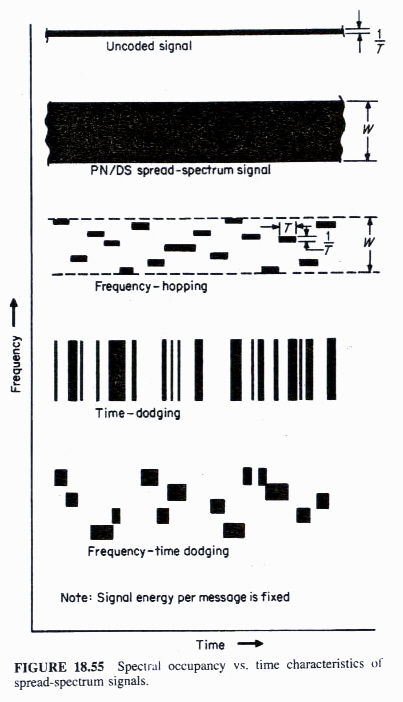 1
T
Uncoded signal
W
PN/DS spread-spectrum signal
T
1
T
W
Frequency-hopping
Frequency
Time-dodging
Frequency-time dodging
Note: Signal energy per message is fixed
Time
FIGURE 18.55 Spectral occupancy vs. time characteristics of
spread-spectrum signals.